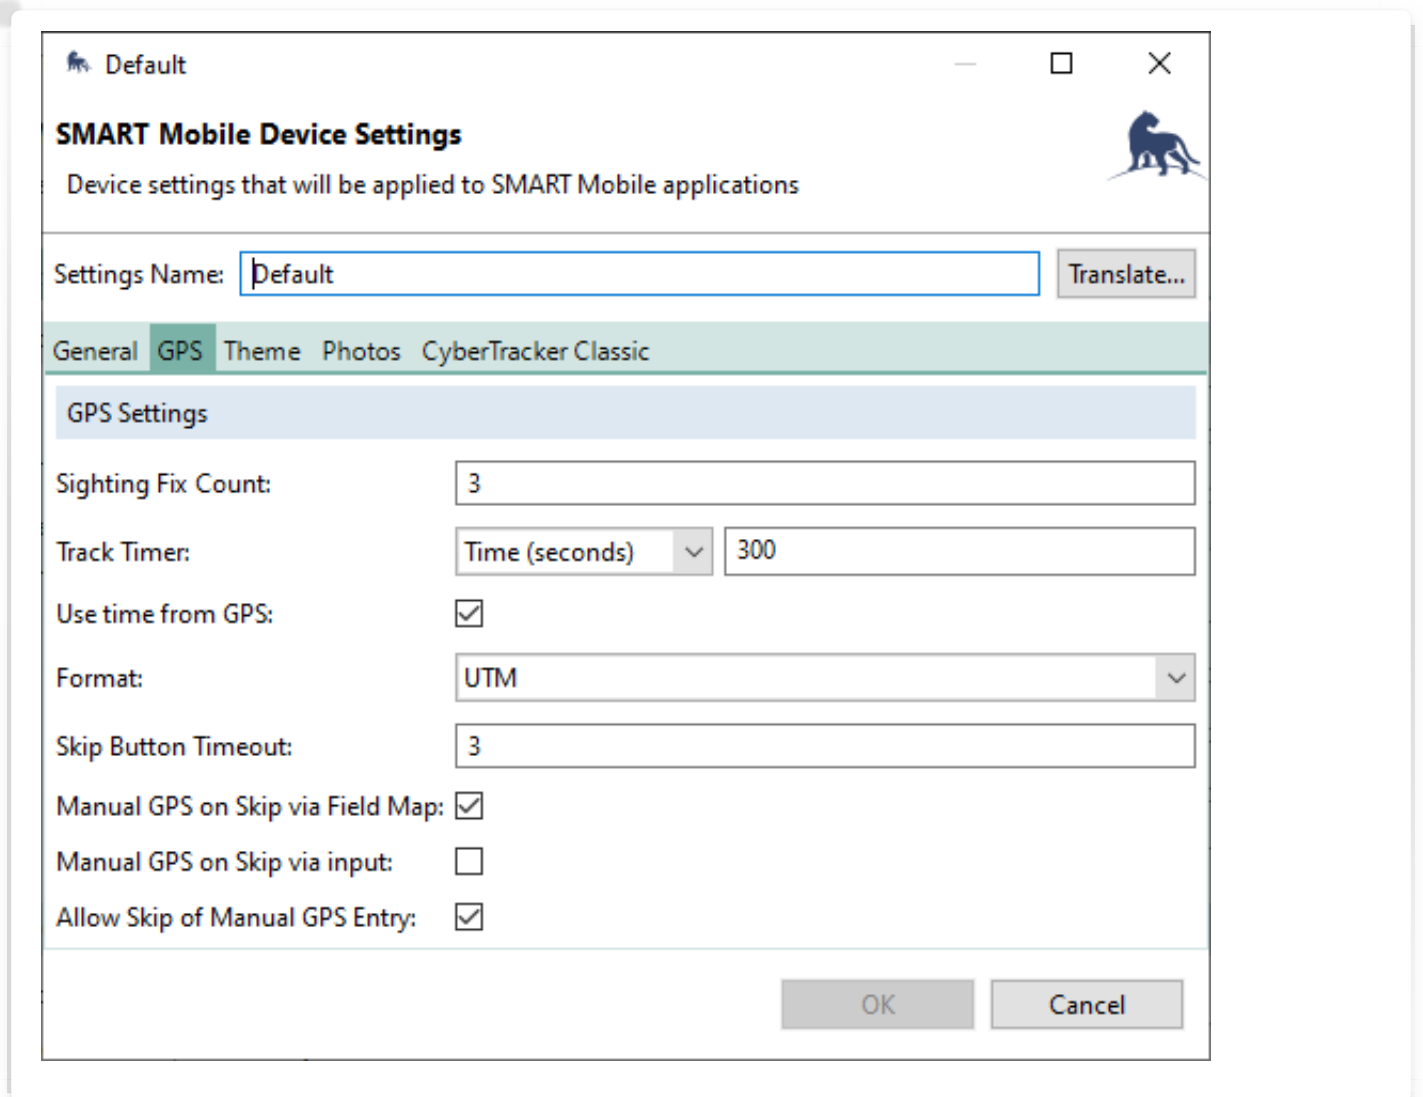 Default
SMART Mobile Device Settings
Device settings that will be applied to SMART Mobile applications
Settings Name: Default Translate...
General GPS Theme Photos CyberTracker Classic
GPS Settings
Sighting Fix Count: 3
Track Timer: Time (seconds) 300
Use time from GPS:
Format: UTM
Skip Button Timeout: 3
Manual GPS on Skip via Field Map:
Manual GPS on Skip via input:
Allow Skip of Manual GPS Entry:
OK Cancel